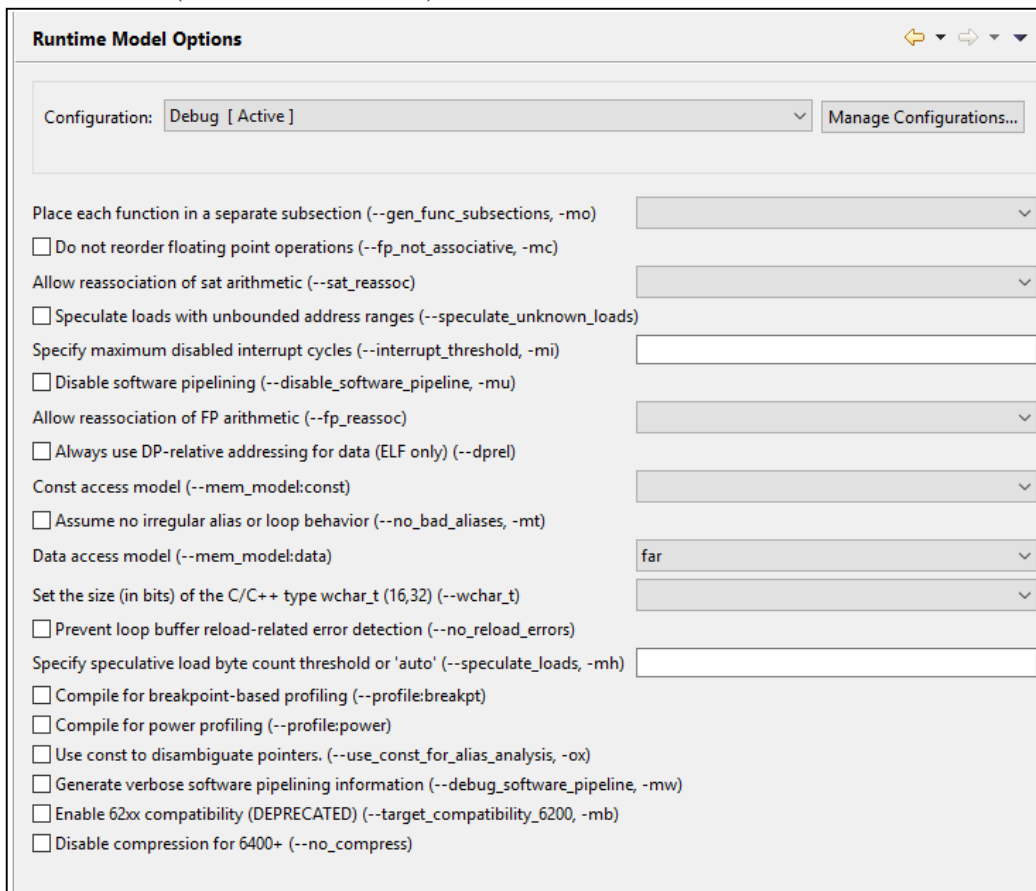 Runtime Model Options
Configuration: Debug [ Active ] Manage Configurations...
Place each function in a separate subsection (--gen_func_subsections, -mo)
Do not reorder floating point operations (--fp_not_associative, -mc)
Allow reassociation of sat arithmetic (--sat_reassoc)
Speculate loads with unbounded address ranges (--speculate_unknown_loads)
Specify maximum disabled interrupt cycles (--interrupt_threshold, -mi)
Disable software pipelining (--disable_software_pipeline, -mu)
Allow reassociation of FP arithmetic (--fp_reassoc)
Always use DP-relative addressing for data (ELF only) (--dprel)
Const access model (--mem_model:const)
Assume no irregular alias or loop behavior (--no_bad_aliases, -mt)
Data access model (--mem_model:data) far
Set the size (in bits) of the C/C++ type wchar_t (16,32) (--wchar_t)
Prevent loop buffer reload-related error detection (--no_reload_errors)
Specify speculative load byte count threshold or 'auto' (--speculate_loads, -mh)
Compile for breakpoint-based profiling (--profile:breakpt)
Compile for power profiling (--profile:power)
Use const to disambiguate pointers. (--use_const_for_alias_analysis, -ox)
Generate verbose software pipelining information (--debug_software_pipeline, -mw)
Enable 62xx compatibility (DEPRECATED) (--target_compatibility_6200, -mb)
Disable compression for 6400+ (--no_compress)